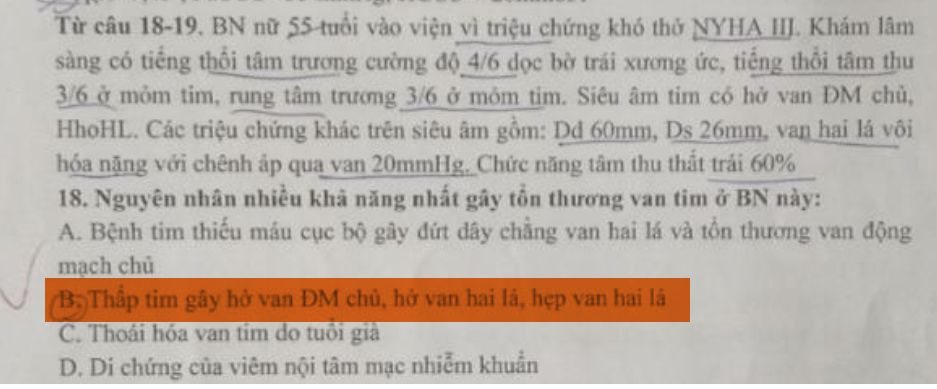 Từ câu 18-19. BN nữ 55 tuổi vào viện vì triệu chứng khó thở NYHA III. Khám lâm
sàng có tiếng thổi tâm trương cường độ 4/6 dọc bờ trái xương ức, tiếng thổi tâm thu
3/6 ở mỏm tim, rung tâm trương 3/6 ở mỏm tim. Siêu âm tim có hở van ĐM chủ,
HhoHL. Các triệu chứng khác trên siêu âm gồm: Dd 60mm, Ds 26mm, van hai lá vôi
hóa nặng với chênh áp qua van 20mmHg. Chức năng tâm thu thất trái 60%
18. Nguyên nhân nhiều khả năng nhất gây tổn thương van tim ở BN này:
A. Bệnh tim thiếu máu cục bộ gây đứt dây chằng van hai lá và tổn thương van động
mạch chủ
B. Thấp tim gây hở van ĐM chủ, hở van hai lá, hẹp van hai lá
C. Thoái hóa van tim do tuổi già
D. Di chứng của viêm nội tâm mạc nhiễm khuẩn